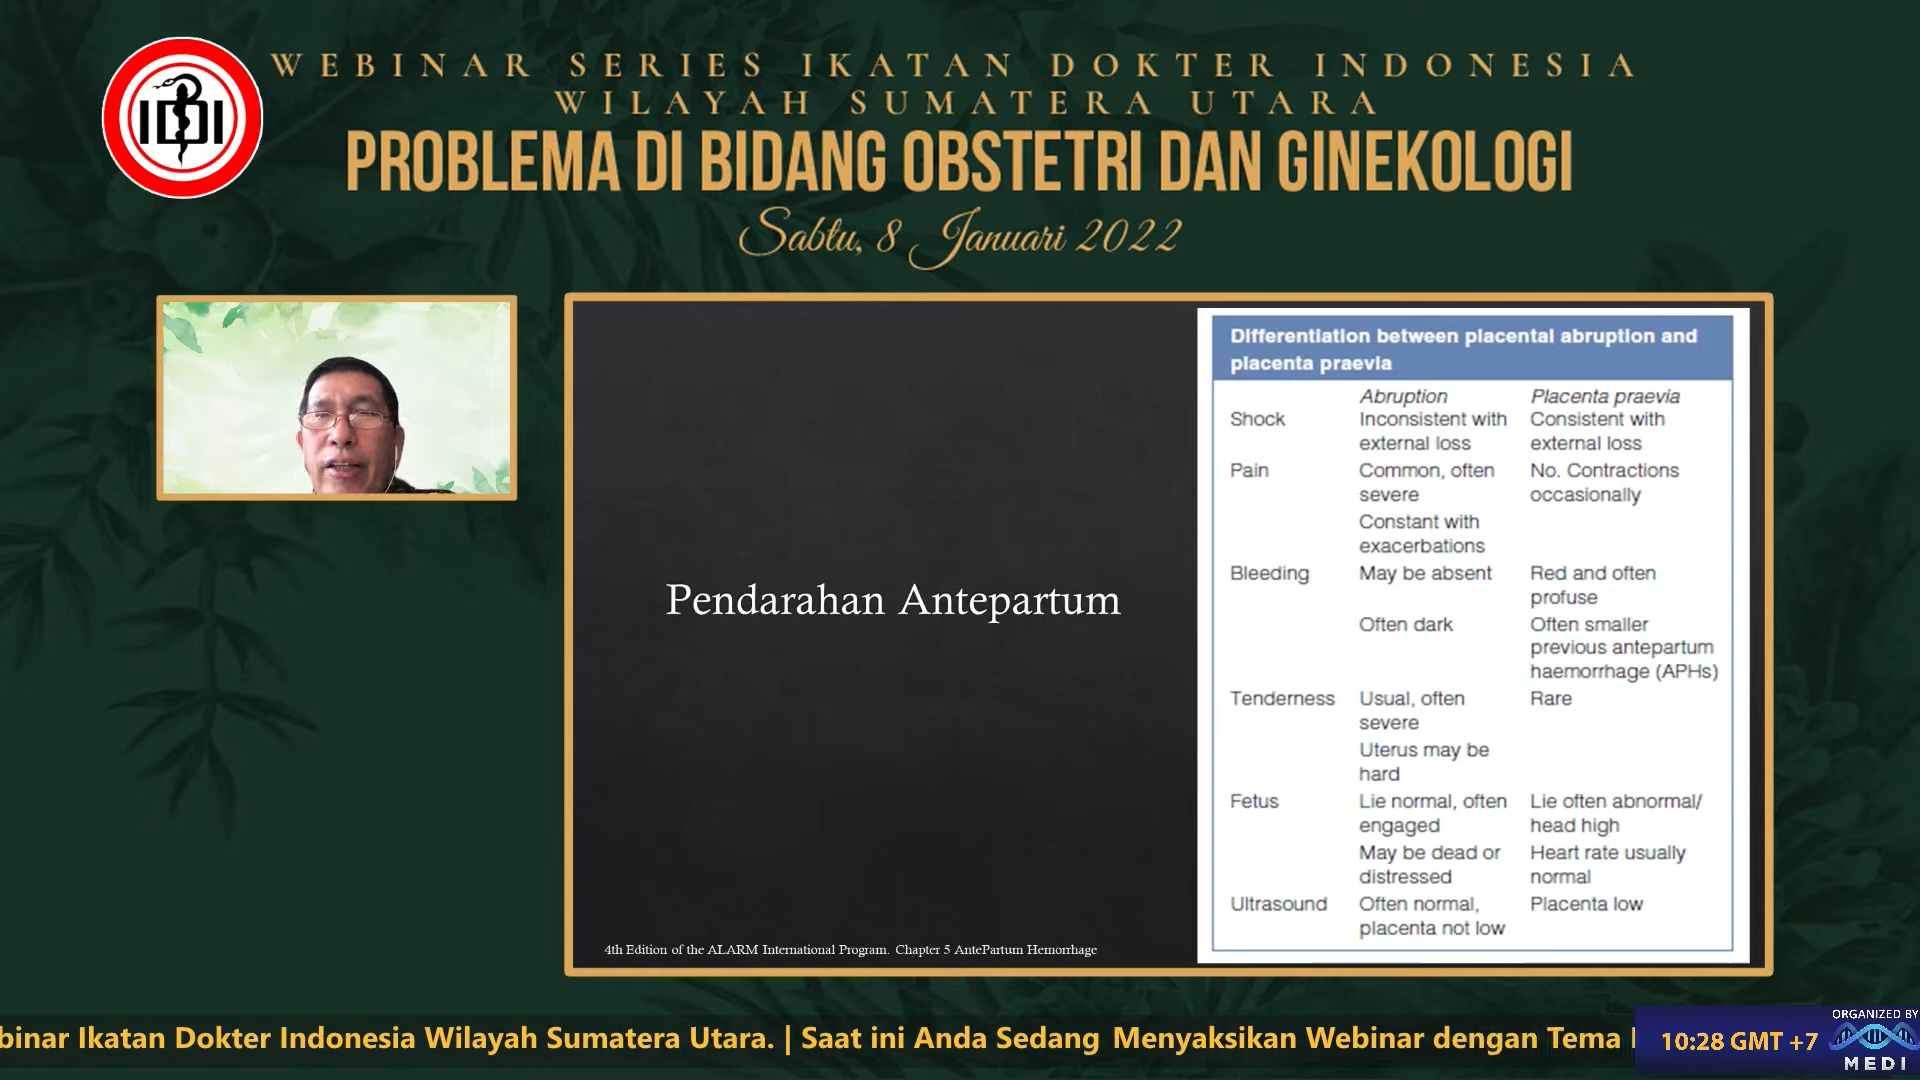 IDI
WEBINAR SERIES IKATAN DOKTER INDONESIA
WILAYAH SUMATERA UTARA
PROBLEMA DI BIDANG OBSTETRI DAN GINEKOLOGI
Sabtu, 8 Januari 2022
Pendarahan Antepartum
4th Edition of the ALARM International Program. Chapter 5 AntePartum Hemorrhage
Differentiation between placental abruption and
placenta praevia
Abruption Placenta praevia
Shock Inconsistent with Consistent with
external loss external loss
Pain Common, often No. Contractions
severe occasionally
Constant with
exacerbations
Bleeding May be absent Red and often
profuse
Often dark Often smaller
previous antepartum
haemorrhage (APHs)
Tenderness Usual, often Rare
severe
Uterus may be
hard
Fetus Lie normal, often Lie often abnormal/
engaged head high
May be dead or Heart rate usually
distressed normal
Ultrasound Often normal, Placenta low
placenta not low
binar Ikatan Dokter Indonesia Wilayah Sumatera Utara. | Saat ini Anda Sedang Menyaksikan Webinar dengan Tema
10:28 GMT +7
ORGANIZED BY
MEDI